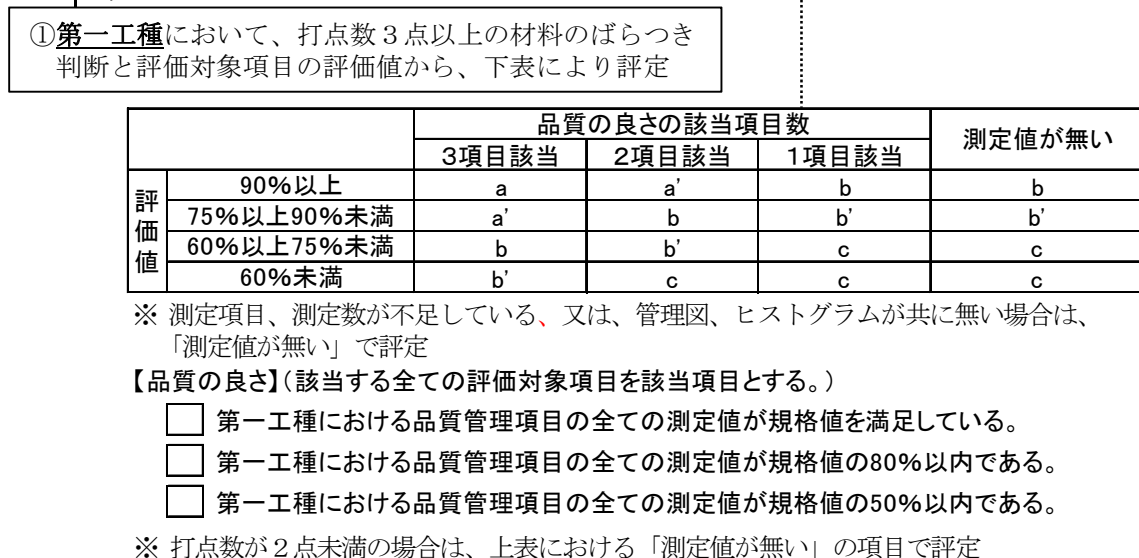 ①第一工種において、打点数３点以上の材料のばらつき
判断と評価対象項目の評価値から、下表により評定
品質の良さの該当項目数
測定値が無い
3項目該当 2項目該当 1項目該当
評価値
90%以上 a a' b b
75%以上90%未満 a' b b' b'
60%以上75%未満 b b' c c
60%未満 b' c c c
※ 測定項目、測定数が不足している、又は、管理図、ヒストグラムが共に無い場合は、
「測定値が無い」で評定
【品質の良さ】(該当する全ての評価対象項目を該当項目とする。)
第一工種における品質管理項目の全ての測定値が規格値を満足している。
第一工種における品質管理項目の全ての測定値が規格値の80%以内である。
第一工種における品質管理項目の全ての測定値が規格値の50%以内である。
※ 打点数が２点未満の場合は、上表における「測定値が無い」の項目で評定